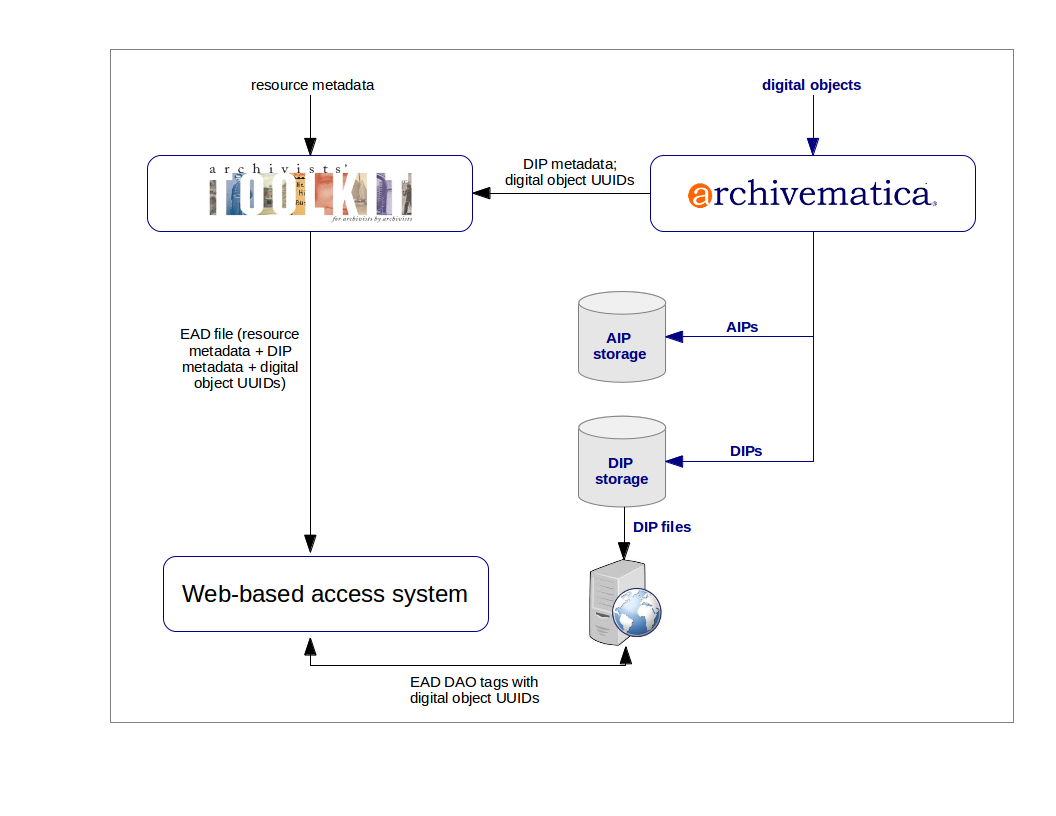 resource metadata
digital objects
archivists'
TOOLKIT
for archivists by archivists
DIP metadata;
digital object UUIDs
archivematica
AIP
storage
AIPs
EAD file (resource
metadata + DIP
metadata + digital
object UUIDs)
DIP
storage
DIPs
DIP files
Web-based access system
EAD DAO tags with
digital object UUIDs